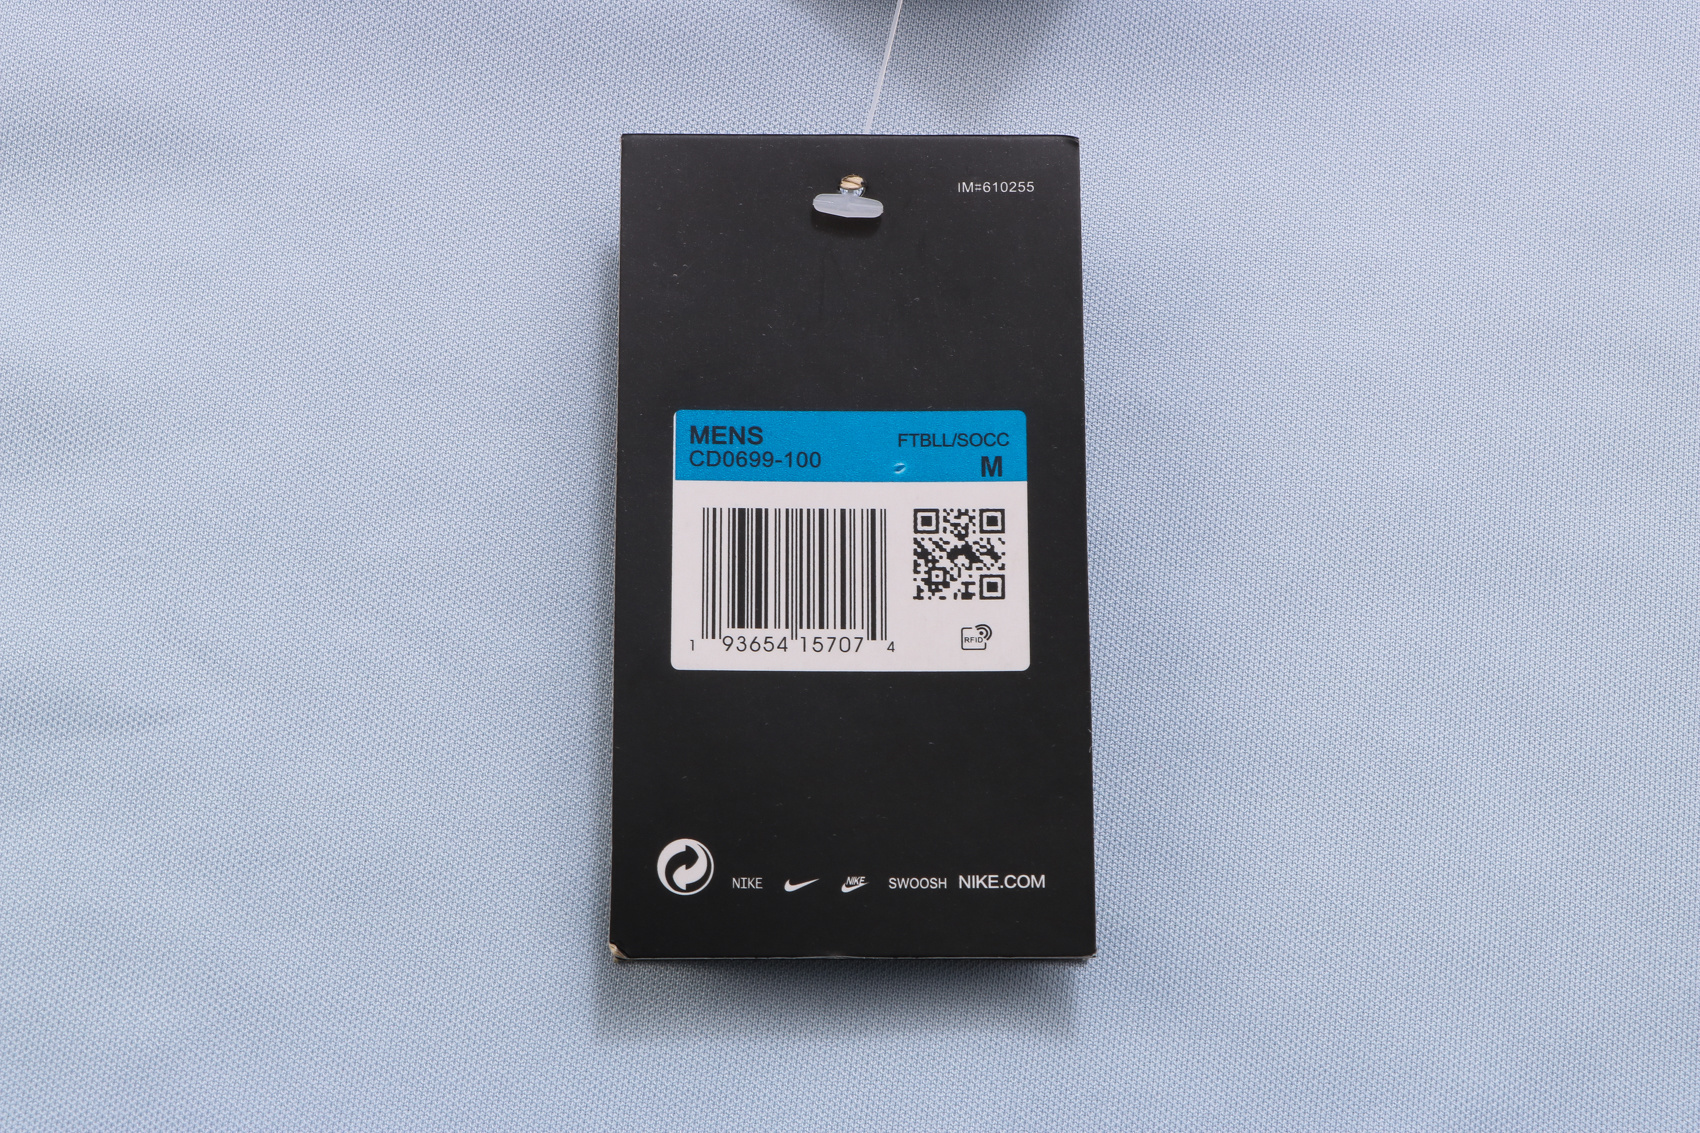 IM=610255
MENS
FTBLL/SOCC
CD0699-100
M
1 93654 15707 4
RFID
NIKE NIKE SWOOSH NIKE.COM